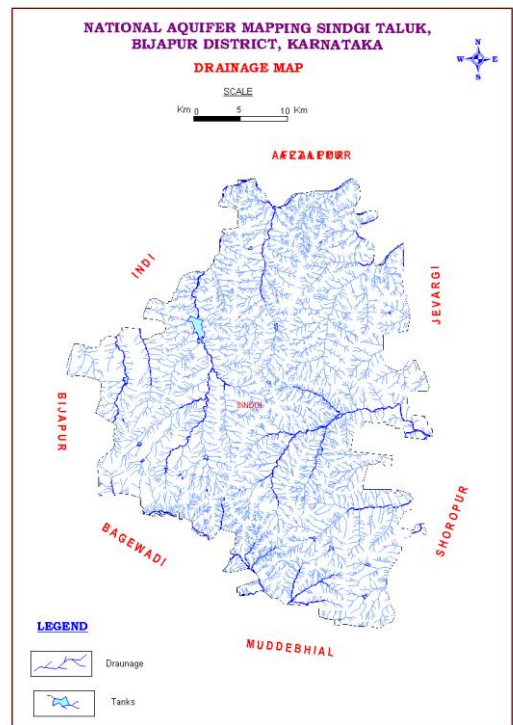 NATIONAL AQUIFER MAPPING SINDGI TALUK,
BIJAPUR DISTRICT, KARNATAKA
DRAINAGE MAP
N
W E
S
SCALE
Km 0 5 10 Km
INDI
JEVARGI
BIJAPUR
SINDGI
BAGEWADI
SHOROPUR
MUDDEBHIAL
LEGEND
Draunage
Tanks